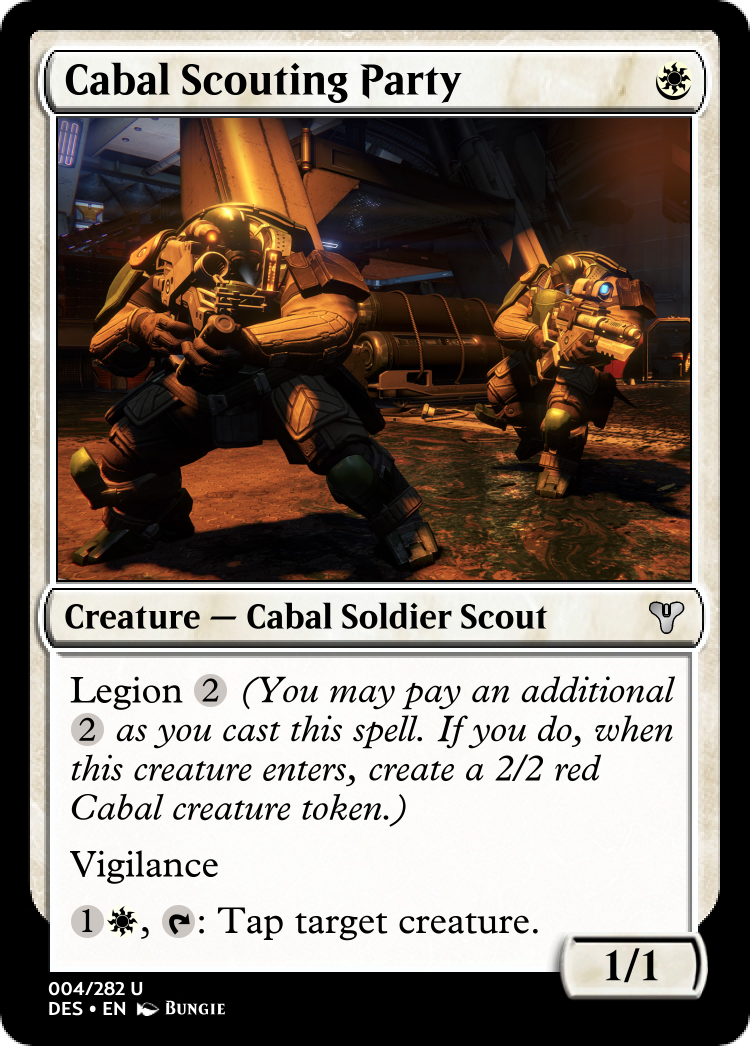 Cabal Scouting Party
Creature — Cabal Soldier Scout
Legion 2 (You may pay an additional
2 as you cast this spell. If you do, when
this creature enters, create a 2/2 red
Cabal creature token.)
Vigilance
1, : Tap target creature.
1/1
004/282 U
DES • EN Bungie